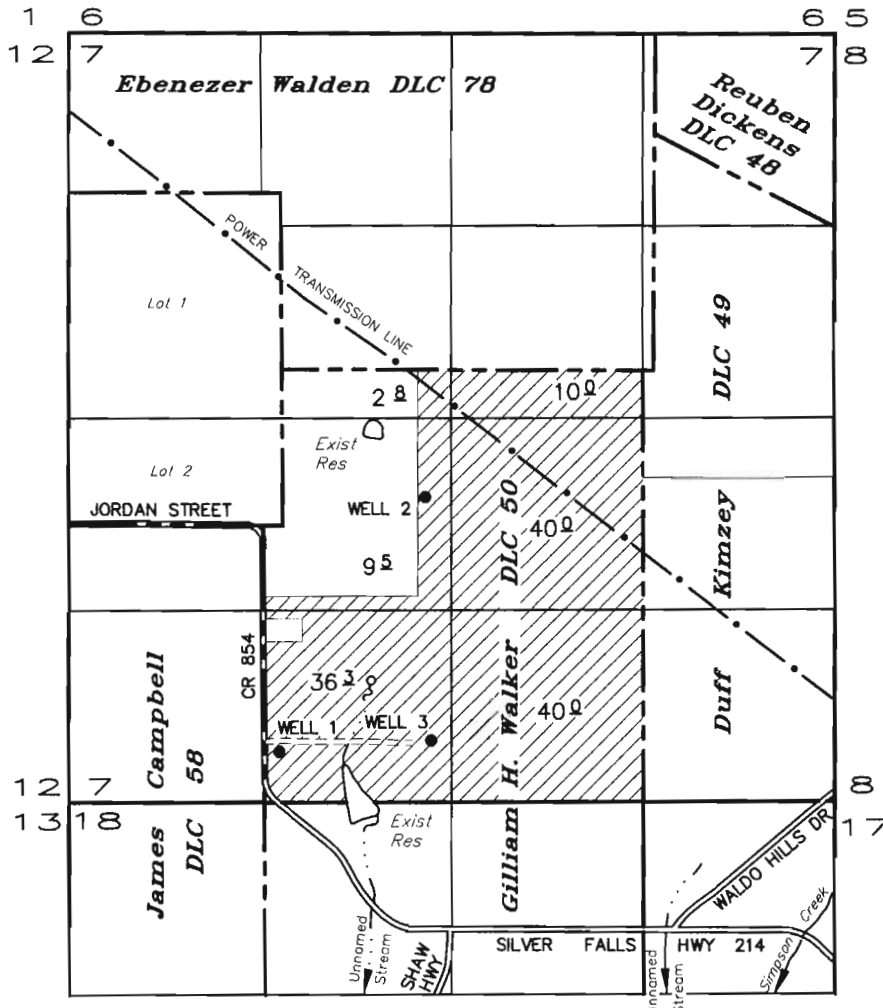 1 6
6 5
12 7
7 8
Ebenezer Walden DLC 78
Reuben
Dickens
DLC 48
POWER TRANSMISSION LINE
Lot 1
DLC 49
2 8
10 0
Exist
Res
Lot 2
JORDAN STREET
WELL 2
DLC 50
40 0
Kimzey
9 5
CR 854
36 3
40 0
Duff
WELL 1
WELL 3
Gilliam H. Walker
James Campbell
DLC 58
12 7
8
13 18
17
Exist
Res
WALDO HILLS DR
Simpson Creek
Unnamed
Stream
SHAW
HWY
SILVER FALLS HWY 214
Unnamed
Stream